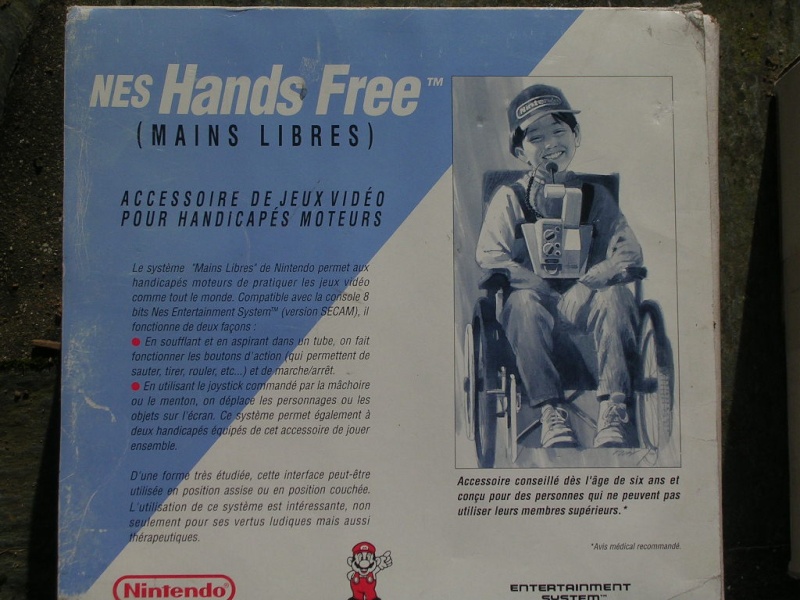 NES Hands Free™
(MAINS LIBRES)
ACCESSOIRE DE JEUX VIDÉO
POUR HANDICAPÉS MOTEURS
Le système "Mains Libres" de Nintendo permet aux
handicapés moteurs de pratiquer les jeux vidéo
comme tout le monde. Compatible avec la console 8
bits Nes Entertainment System™ (version SECAM), il
fonctionne de deux façons :
● En soufflant et en aspirant dans un tube, on fait
fonctionner les boutons d'action (qui permettent de
sauter, tirer, rouler, etc...) et de marche/arrêt.
● En utilisant le joystick commandé par la mâchoire
ou le menton, on déplace les personnages ou les
objets sur l'écran. Ce système permet également à
deux handicapés équipés de cet accessoire de jouer
ensemble.
D'une forme très étudiée, cette interface peut-être
utilisée en position assise ou en position couchée.
L'utilisation de ce système est intéressante, non
seulement pour ses vertus ludiques mais aussi
thérapeutiques.
Nintendo
Accessoire conseillé dès l'âge de six ans et
conçu pour des personnes qui ne peuvent pas
utiliser leurs membres supérieurs.*
*Avis médical recommandé.
Nintendo®
ENTERTAINMENT
SYSTEM™